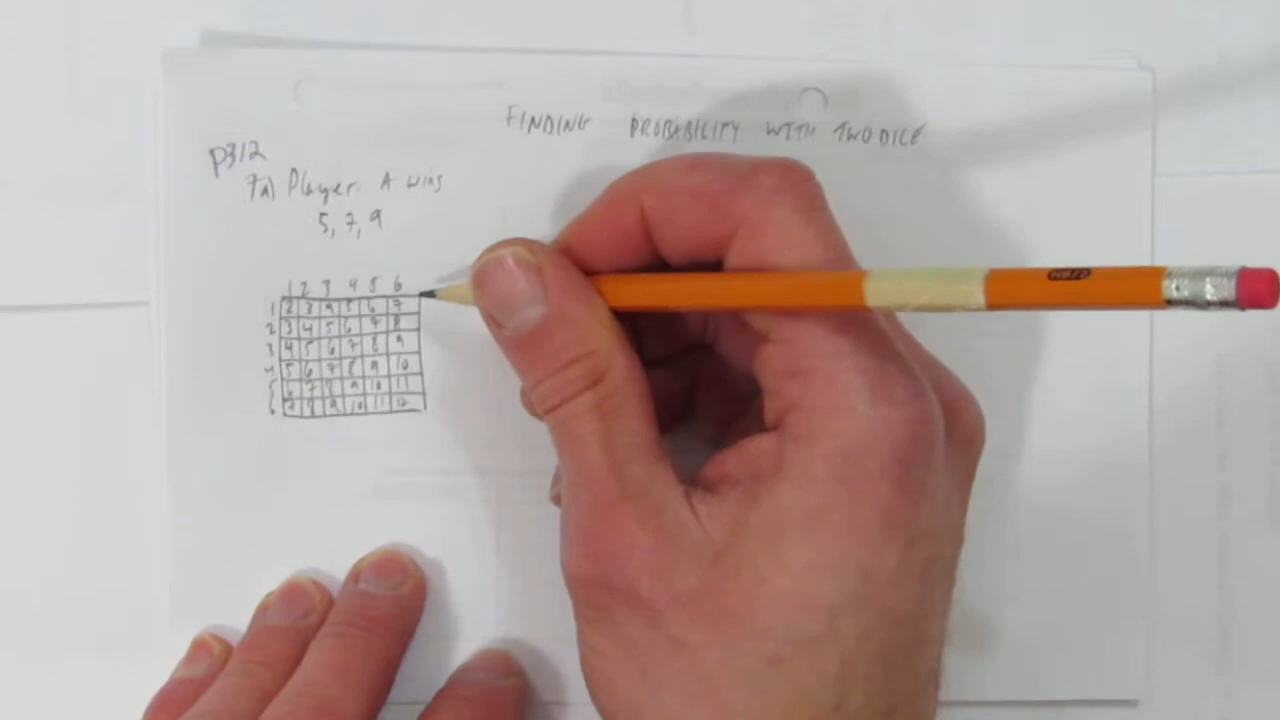 FINDING PROBABILITY WITH TWO DICE
p312
7a) Player A wins
5, 7, 9
1 2 3 4 5 6
1 2 3 4 5 6 7
2 3 4 5 6 7 8
3 4 5 6 7 8 9
4 5 6 7 8 9 10
5 6 7 8 9 10 11
6 7 8 9 10 11 12